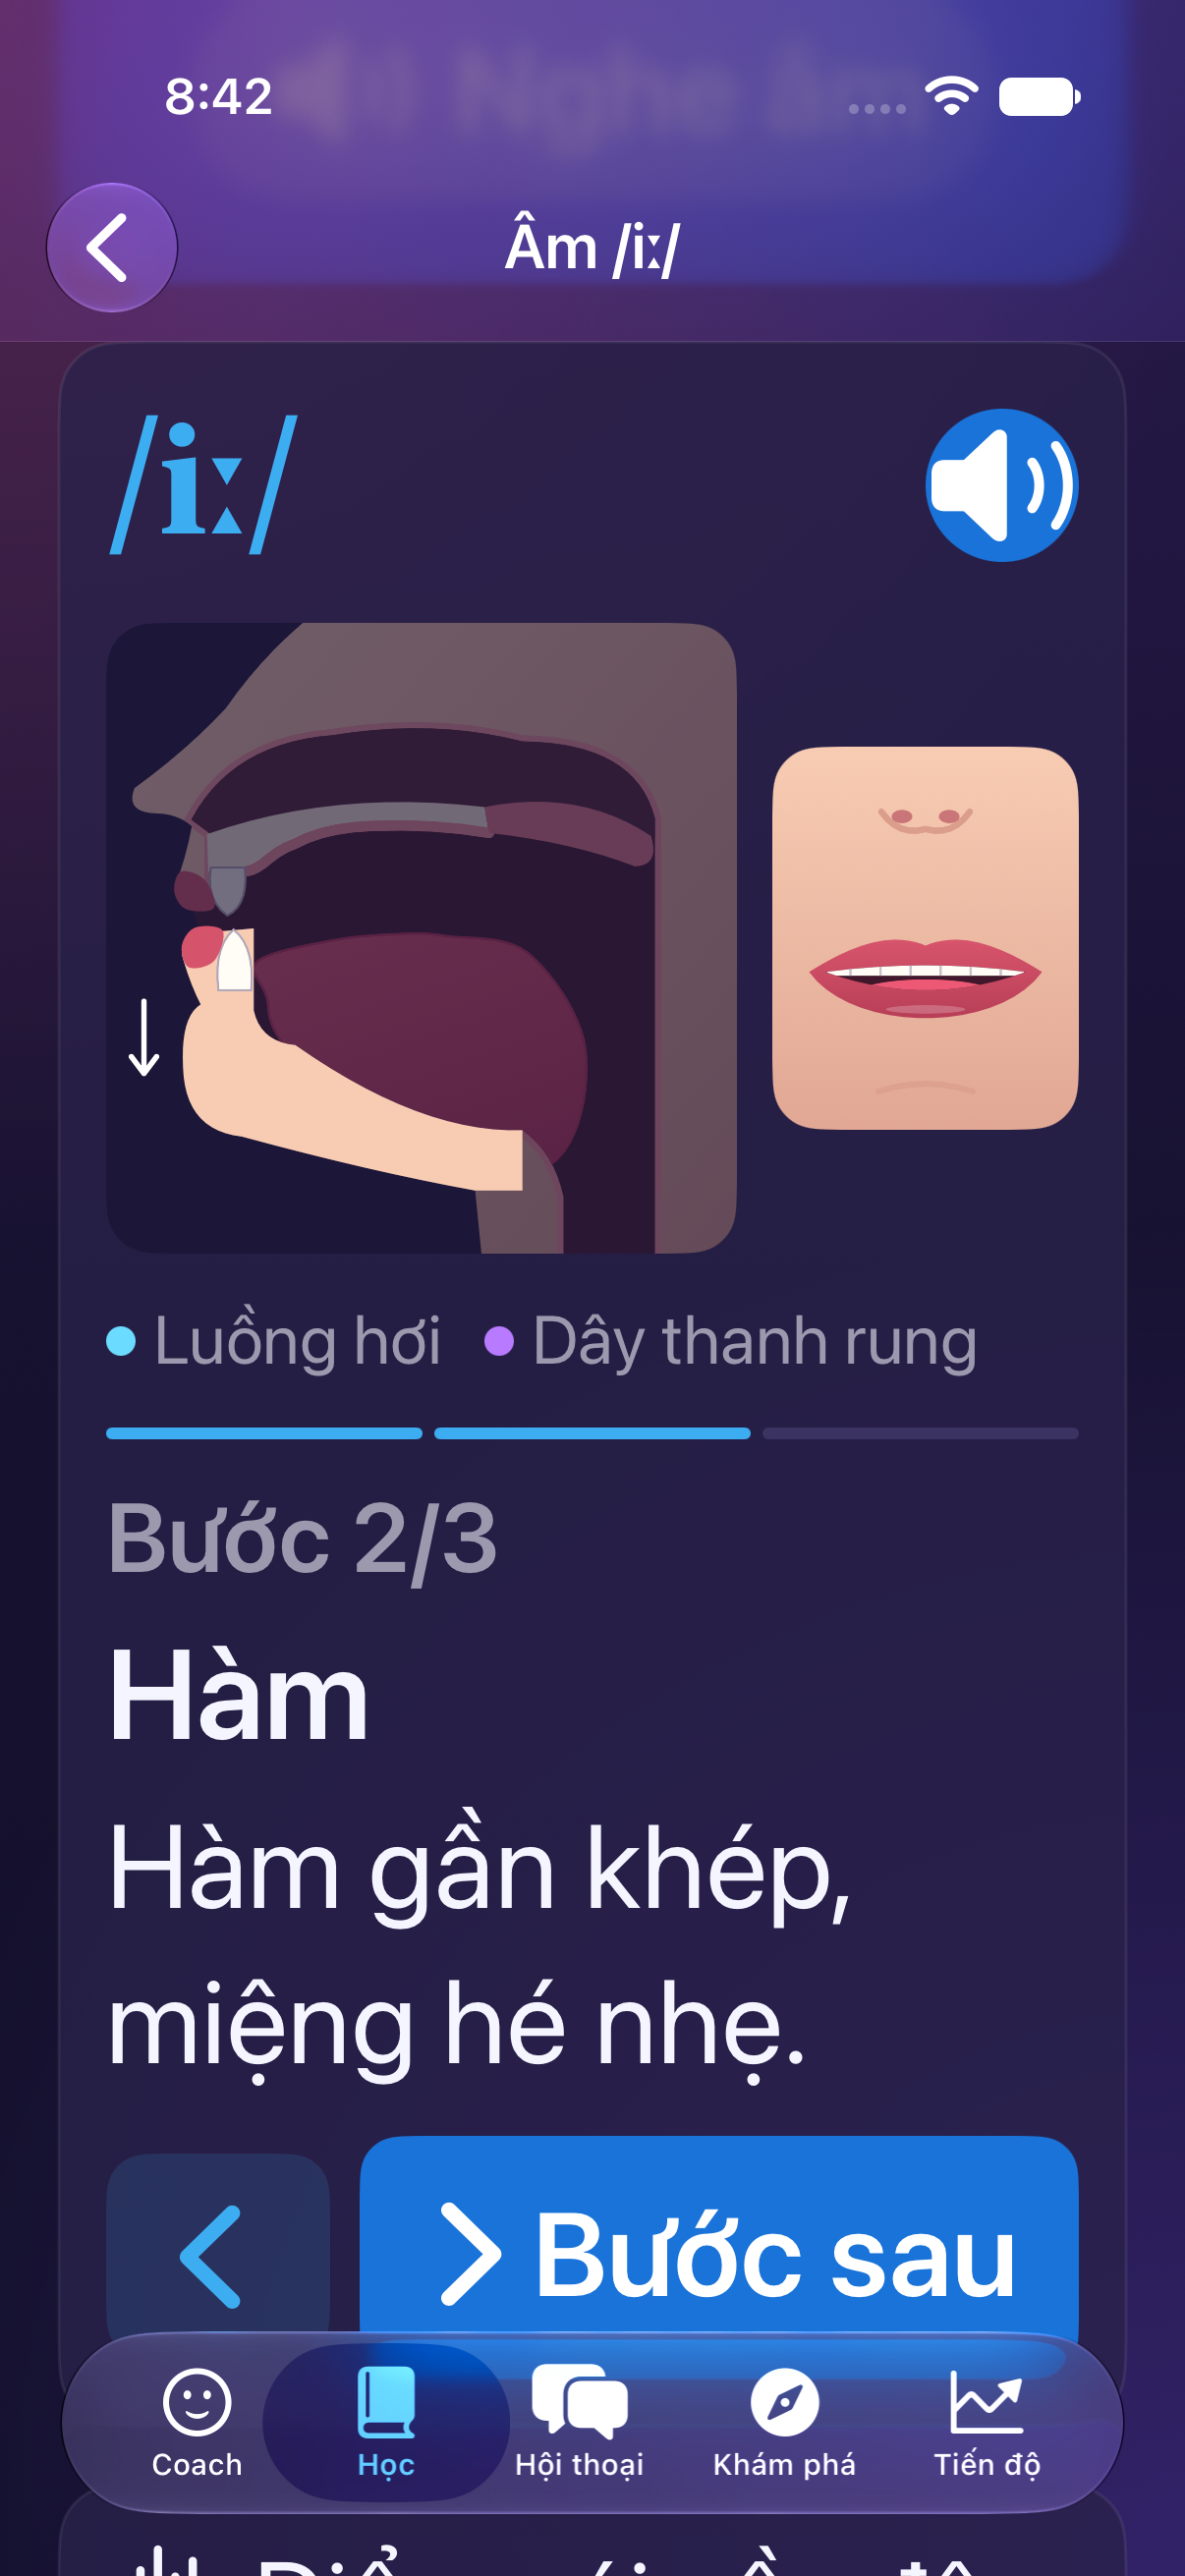 8:42
Âm /iː/
/iː/
Luồng hơi
Dây thanh rung
Bước 2/3
Hàm
Hàm gần khép,
miệng hé nhẹ.
Bước sau
Coach
Học
Hội thoại
Khám phá
Tiến độ